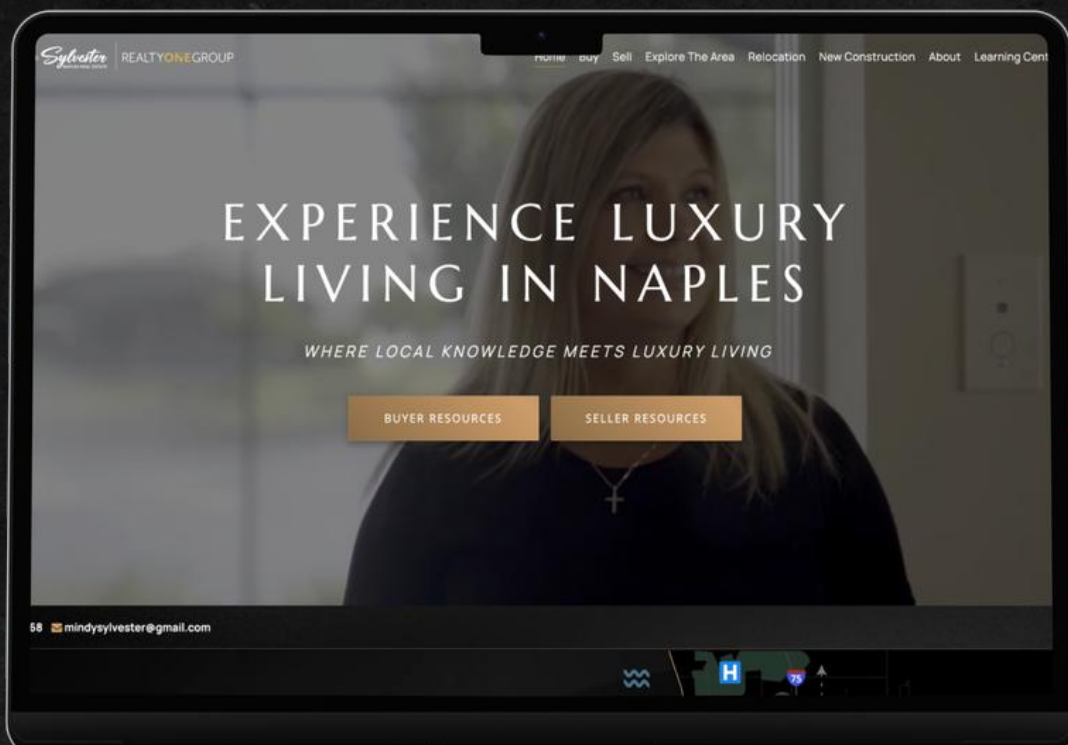 Sylvester REALTYONEGROUP
Home Buy Sell Explore The Area Relocation New Construction About Learning Cent
EXPERIENCE LUXURY
LIVING IN NAPLES
WHERE LOCAL KNOWLEDGE MEETS LUXURY LIVING
BUYER RESOURCES SELLER RESOURCES
58 mindysylvester@gmail.com
H 75